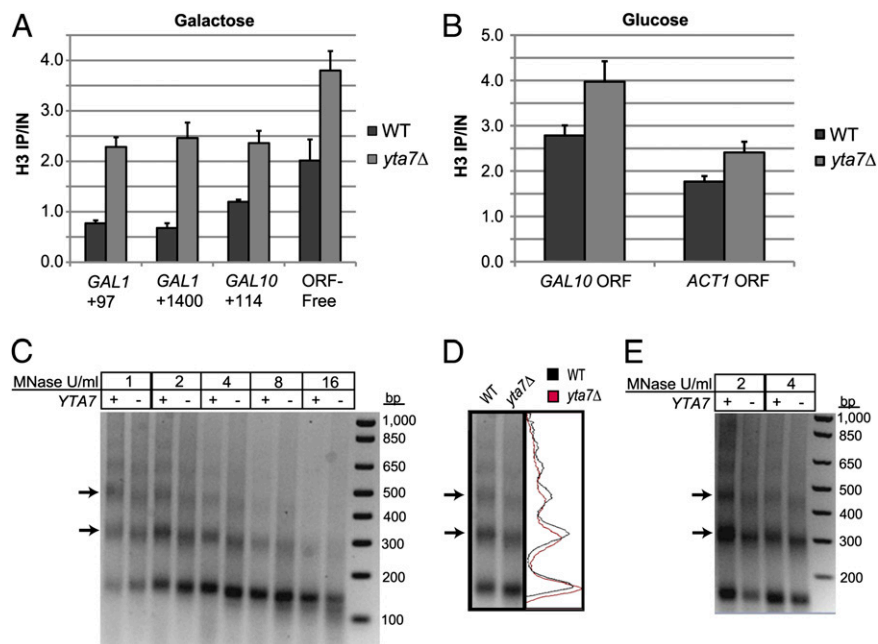 A
Galactose
H3 IP/IN
4.0
3.0
2.0
1.0
0.0
GAL1 +97
GAL1 +1400
GAL10 +114
ORF-Free
WT
yta7Δ
B
Glucose
H3 IP/IN
5.0
4.0
3.0
2.0
1.0
0.0
GAL10 ORF
ACT1 ORF
WT
yta7Δ
C
MNase U/ml 1 2 4 8 16
YTA7 + - + - + - + - + -
bp
1,000
850
650
500
400
300
200
100
D
WT
yta7Δ
WT
yta7Δ
E
MNase U/ml 2 4
YTA7 + - + -
bp
1,000
850
650
500
400
300
200